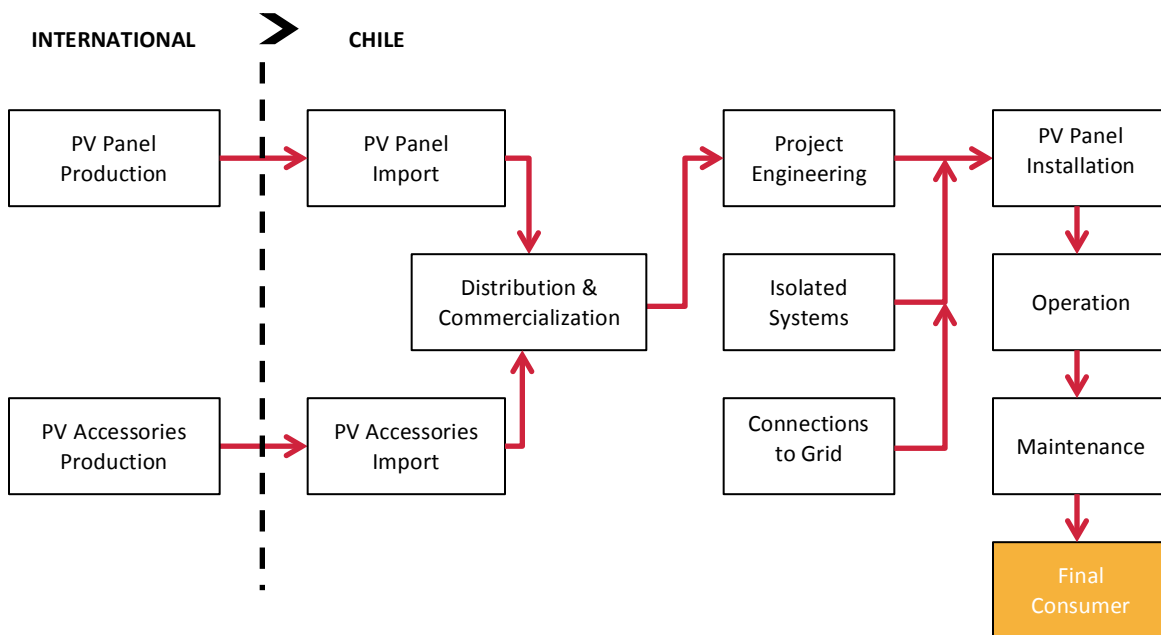 INTERNATIONAL
CHILE
PV Panel
Production
PV Panel
Import
Project
Engineering
PV Panel
Installation
Distribution &
Commercialization
Isolated
Systems
Operation
PV Accessories
Production
PV Accessories
Import
Connections
to Grid
Maintenance
Final
Consumer